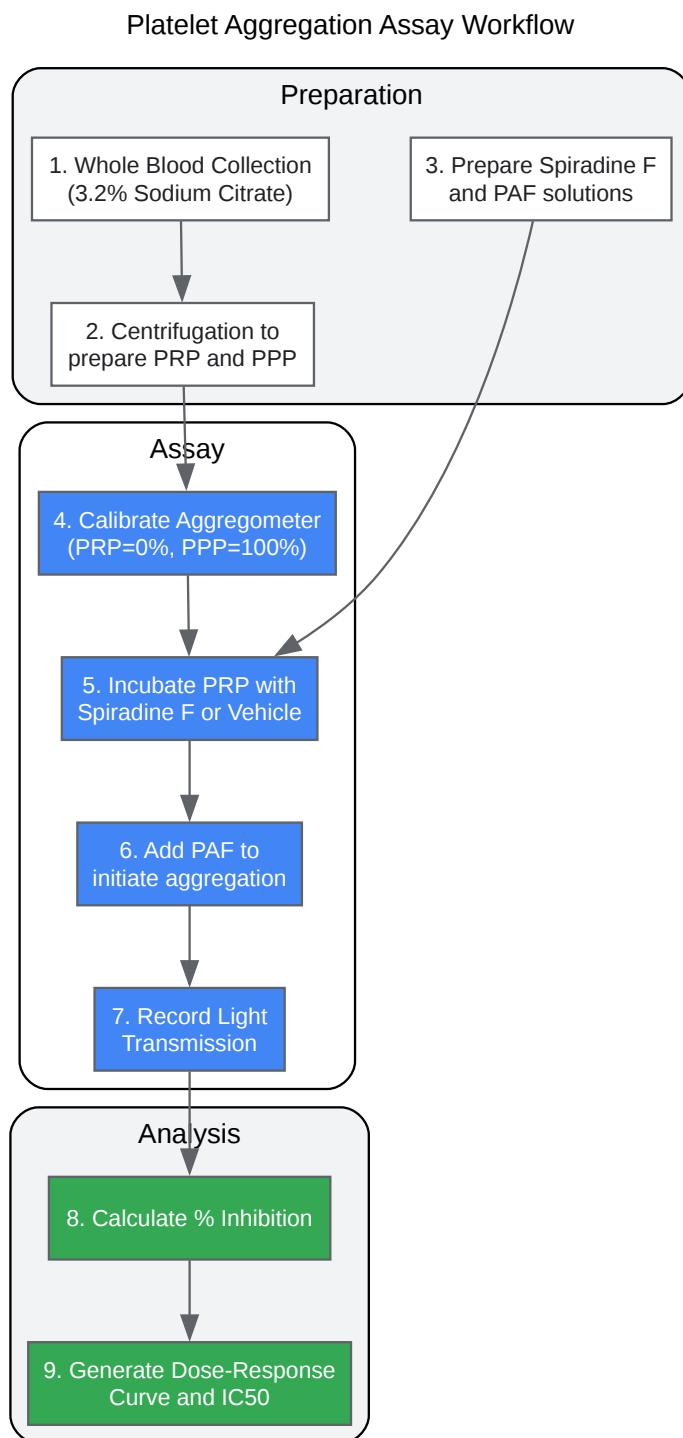 Platelet Aggregation Assay Workflow
Preparation
1. Whole Blood Collection
(3.2% Sodium Citrate)
3. Prepare Spiradine F
and PAF solutions
2. Centrifugation to
prepare PRP and PPP
Assay
4. Calibrate Aggregometer
(PRP=0%, PPP=100%)
5. Incubate PRP with
Spiradine F or Vehicle
6. Add PAF to
initiate aggregation
7. Record Light
Transmission
Analysis
8. Calculate % Inhibition
9. Generate Dose-Response
Curve and IC50